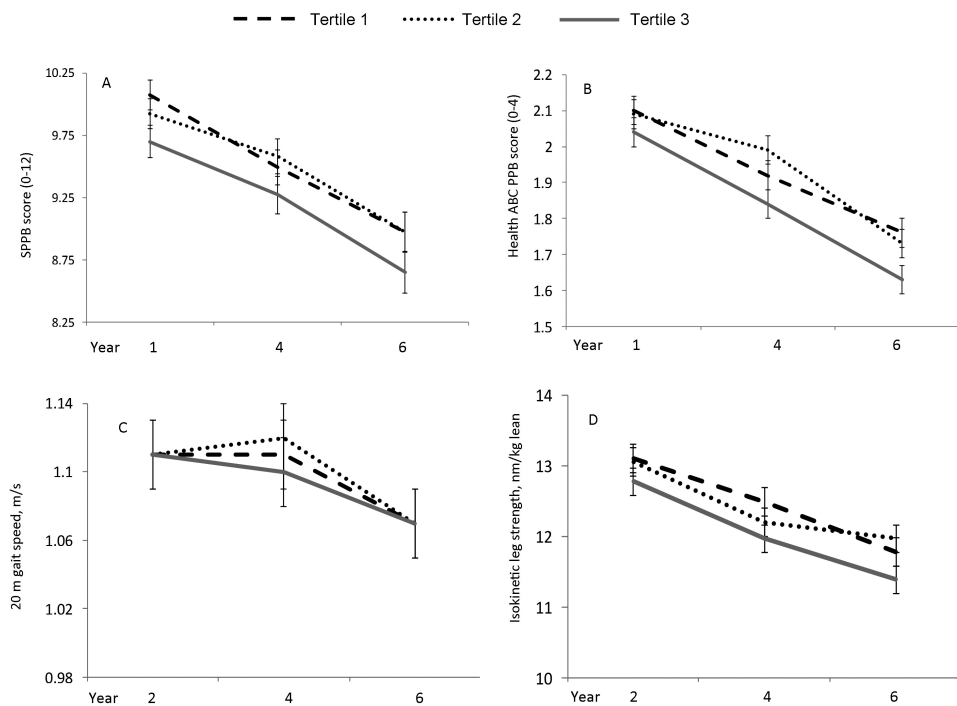 Tertile 1 Tertile 2 Tertile 3
A
SPPB score (0-12)
10.25
9.75
9.25
8.75
8.25
Year 1 4 6
B
Health ABC PPB score (0-4)
2.2
2.1
2
1.9
1.8
1.7
1.6
1.5
Year 1 4 6
C
20 m gait speed, m/s
1.14
1.1
1.06
1.02
0.98
Year 2 4 6
D
Isokinetic leg strength, nm/kg lean
14
13
12
11
10
Year 2 4 6